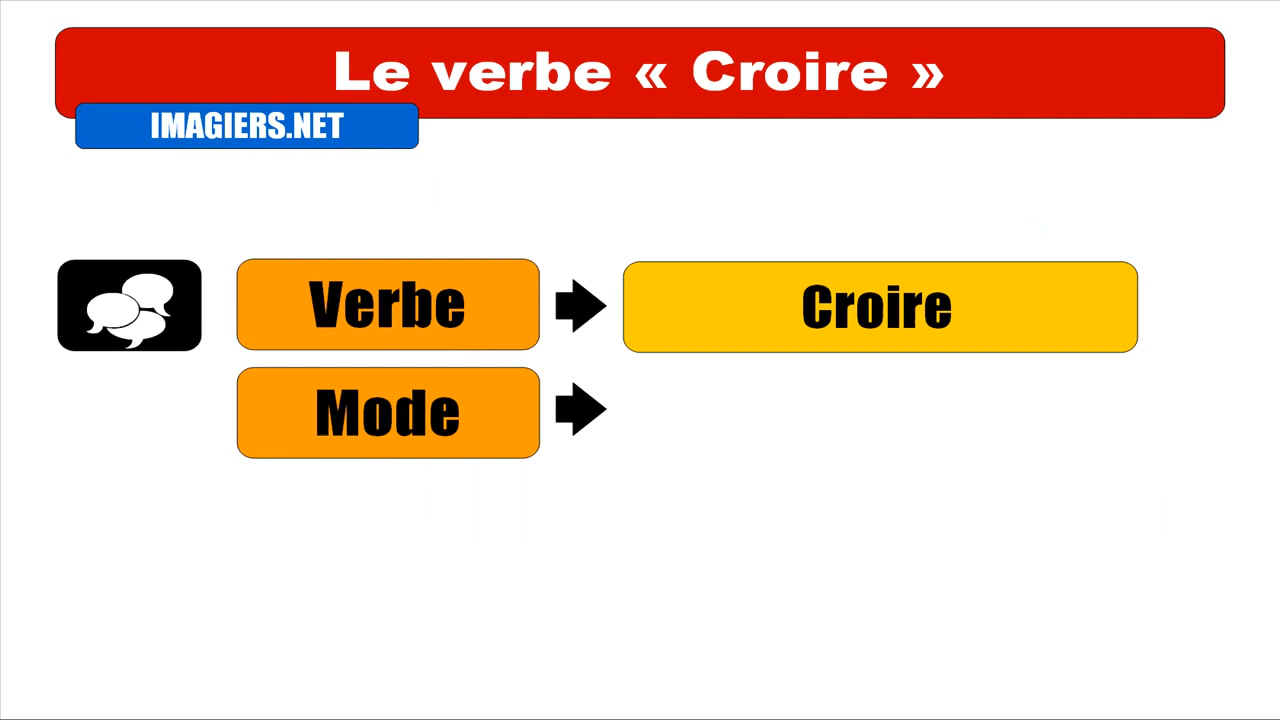 Le verbe « Croire »
IMAGIERS.NET
Verbe
Croire
Mode